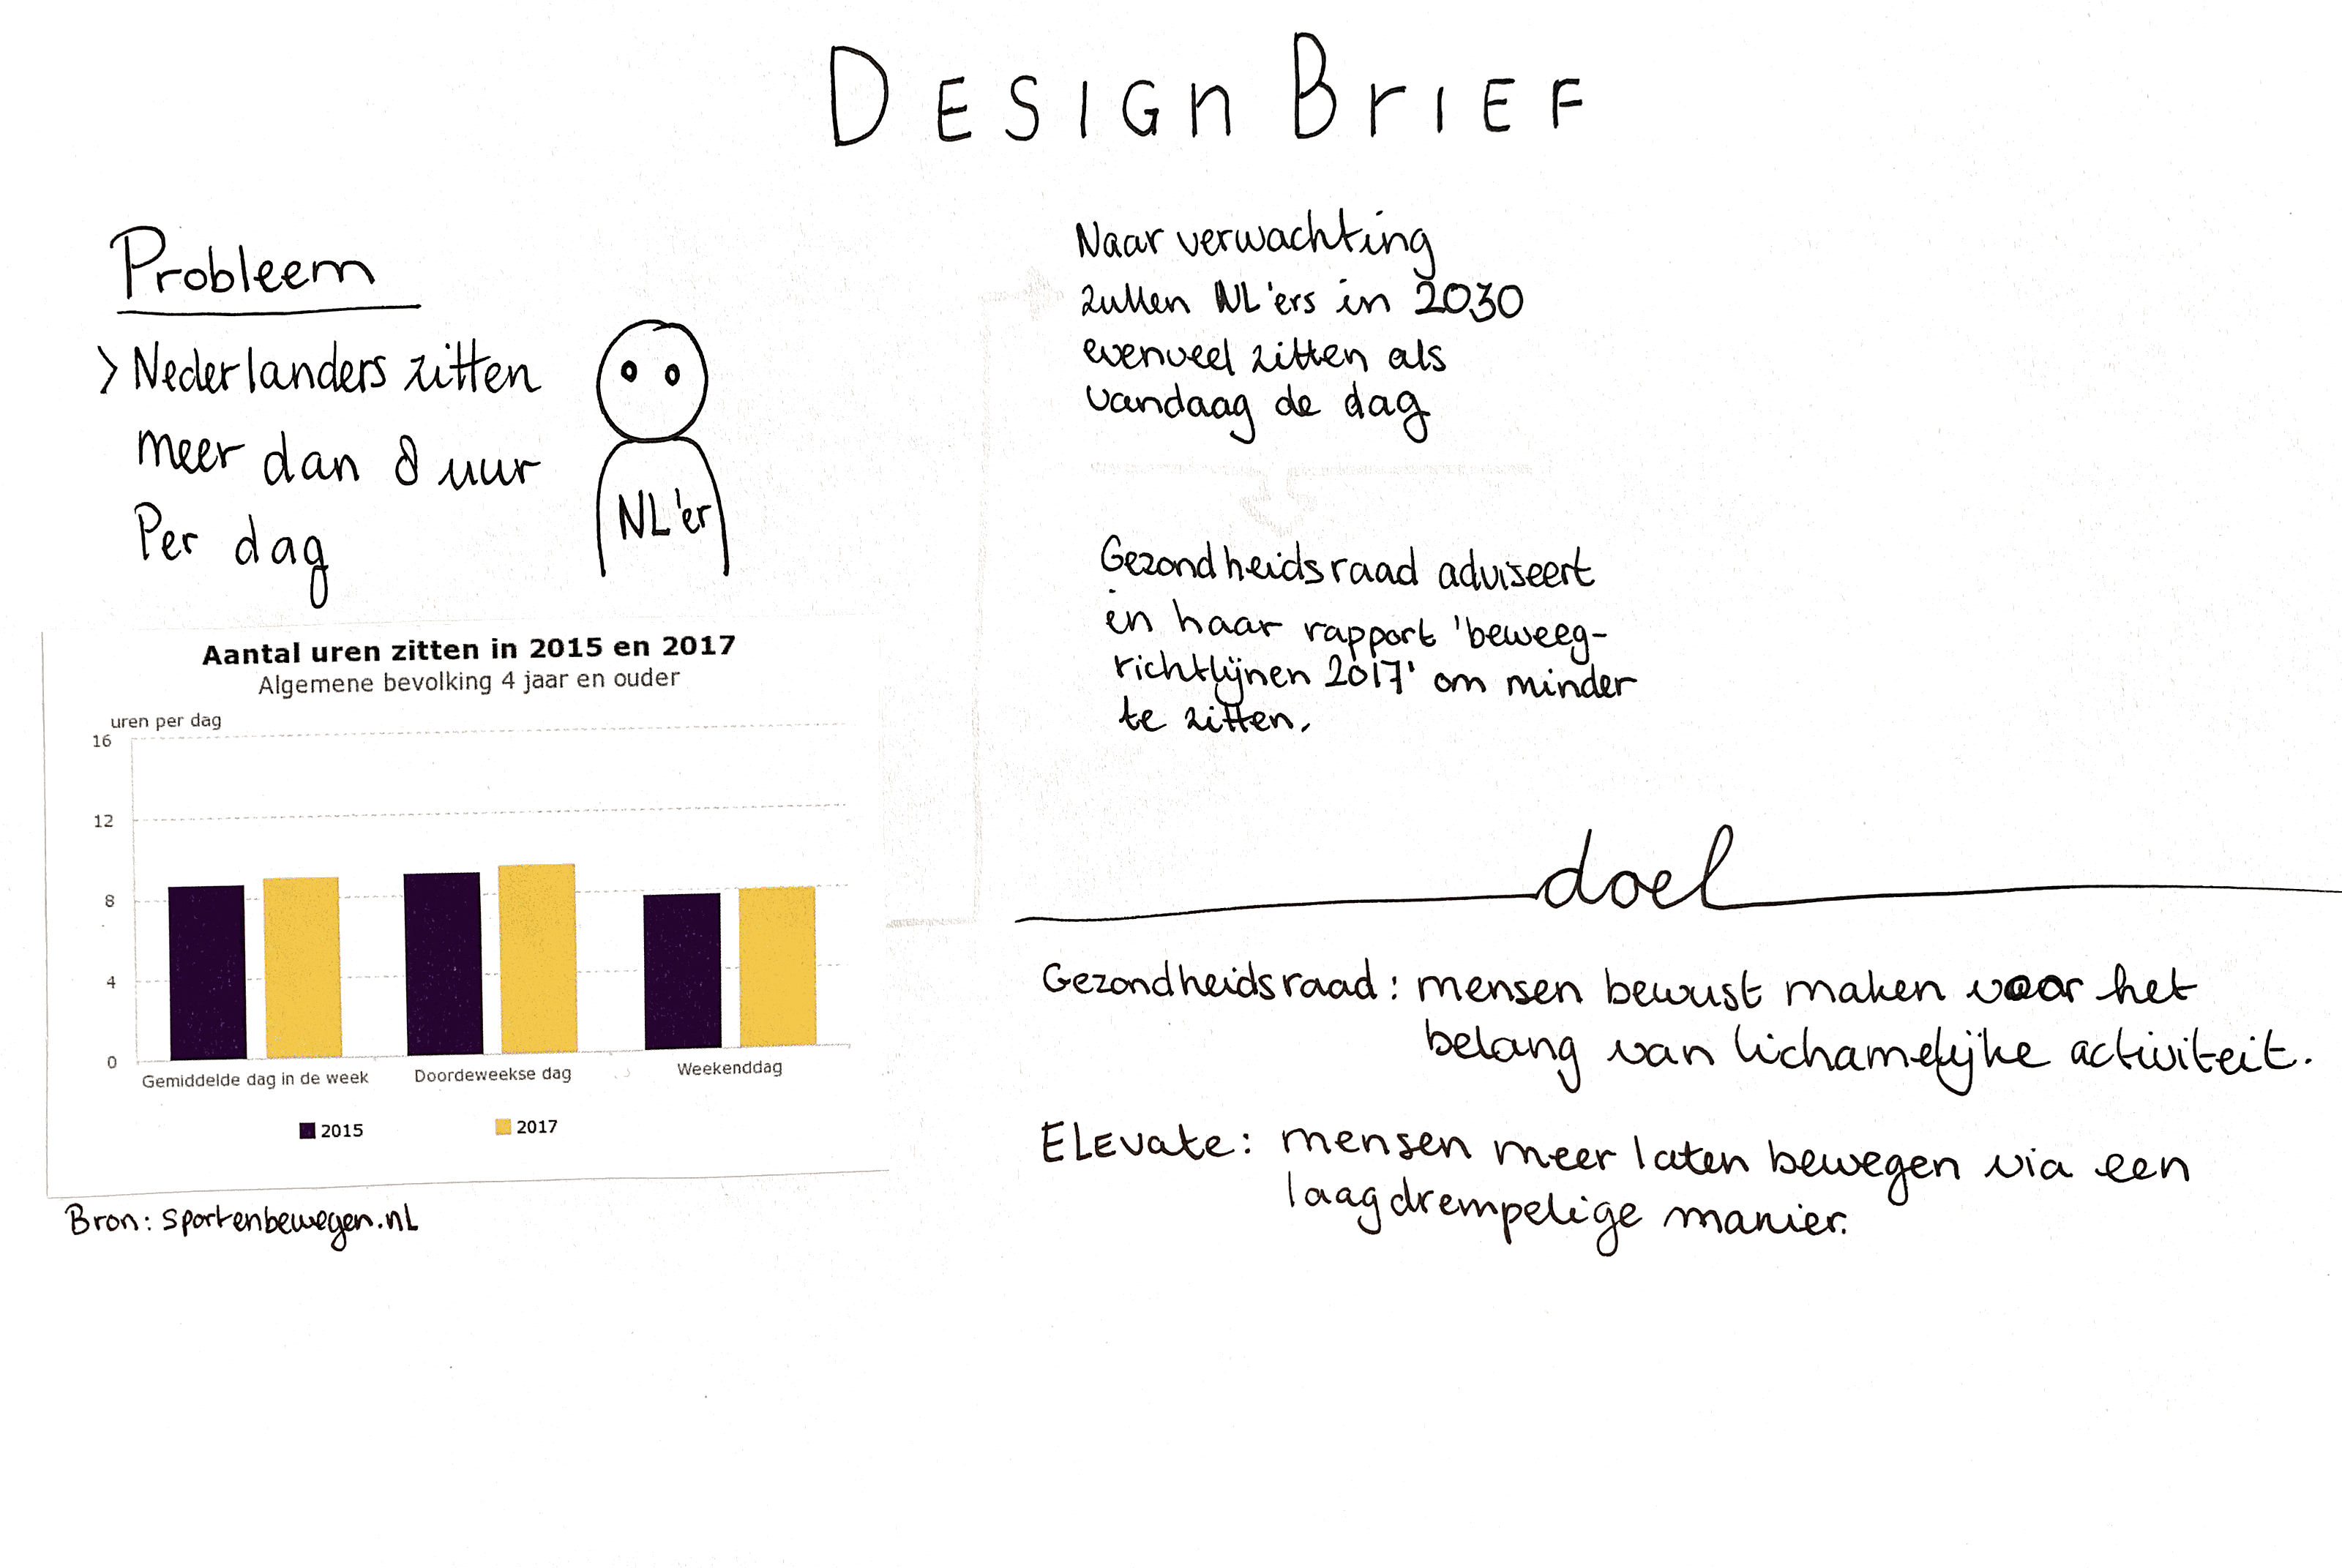 DESIGN BRIEF
Probleem
> Nederlanders zitten
meer dan 8 uur
Per dag
NL'er
Aantal uren zitten in 2015 en 2017
Algemene bevolking 4 jaar en ouder
uren per dag
16
12
8
4
0
Gemiddelde dag in de week
Doordeweekse dag
Weekenddag
2015
2017
Bron: sportenbewegen.nl
Naar verwachting
zullen NL'ers in 2030
evenveel zitten als
vandaag de dag
Gezondheidsraad adviseert
in haar rapport 'beweeg-
richtlijnen 2017' om minder
te zitten.
doel
Gezondheidsraad: mensen bewust maken voor het
belang van lichamelijke activiteit.
ELEvate: mensen meer laten bewegen via een
laagdrempelige manier.